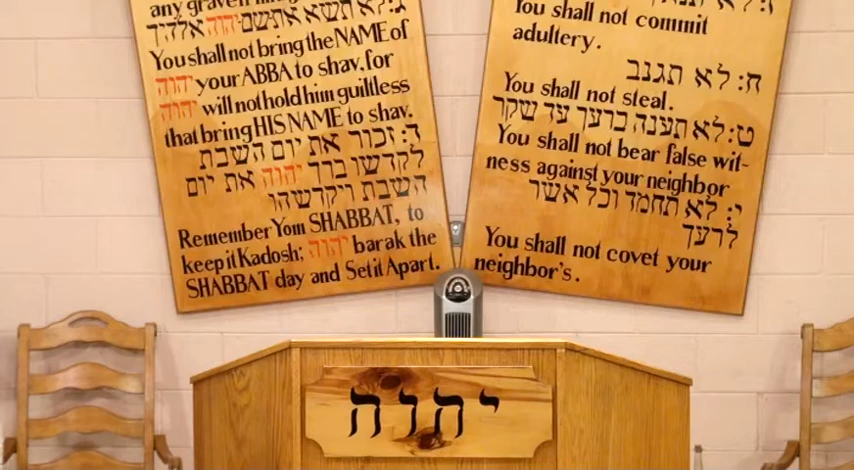 any graven
ג: לא תשא את שם יהוה אלהיך
You shall not bring the NAME of
יהוה your ABBA to shav, for
יהוה will not hold him guiltless
that bring HIS NAME to shav.
ד: זכור את יום השבת
לקדשו ברך יהוה את יום
השבת ויקדשהו
Remember Yom SHABBAT, to
keep it Kadosh; יהוה barak the
SHABBAT day and Set it Apart.
ז: לא
You shall not commit
adultery.
ח: לא תגנב
You shall not steal.
ט: לא תענה ברעך עד שקר
You shall not bear false wit-
ness against your neighbor
י: לא תחמד וכל אשר
לרעך
You shall not covet your
neighbor's.
יהוה